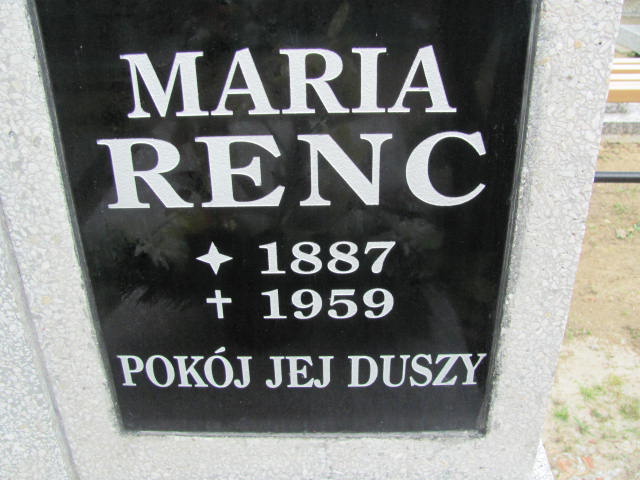 MARIA
RENC
✦ 1887
✝ 1959
POKÓJ JEJ DUSZY